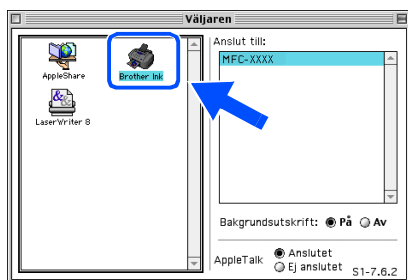 Väljaren
AppleShare
Brother Ink
LaserWriter 8
Anslut till:
MFC-XXXX
Bakgrundsutskrift: På Av
AppleTalk
Anslutet
Ej anslutet
S1-7.6.2